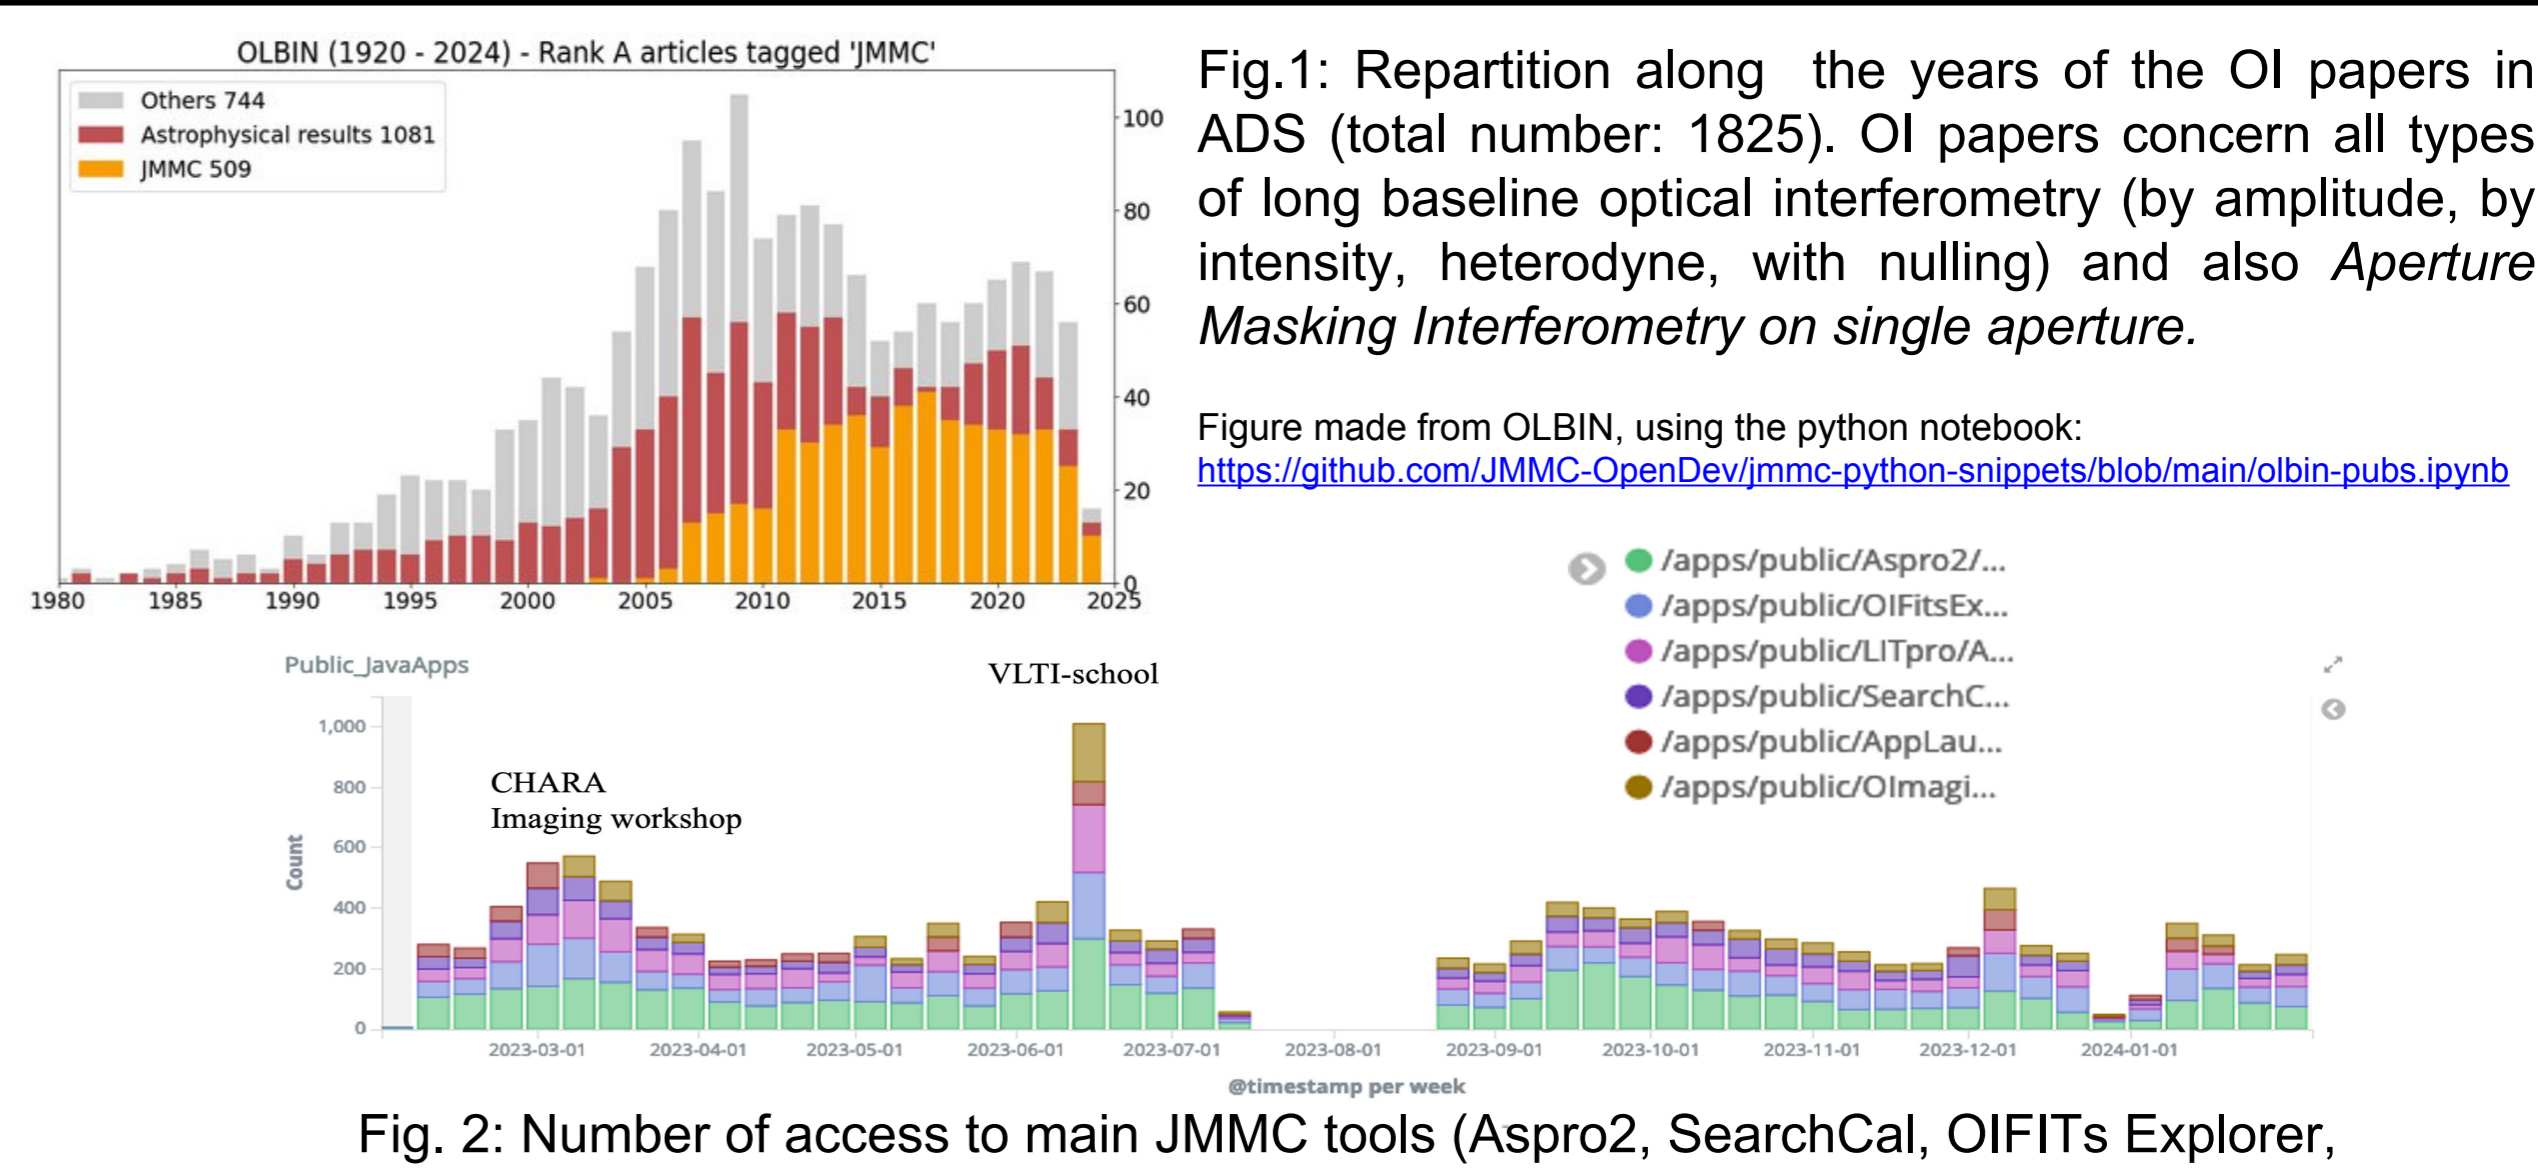 OLBIN (1920 - 2024) - Rank A articles tagged 'JMMC'
Others 744
Astrophysical results 1081
JMMC 509
100
80
60
40
20
0
1980 1985 1990 1995 2000 2005 2010 2015 2020 2025
Fig.1: Repartition along the years of the OI papers in
ADS (total number: 1825). OI papers concern all types
of long baseline optical interferometry (by amplitude, by
intensity, heterodyne, with nulling) and also Aperture
Masking Interferometry on single aperture.
Figure made from OLBIN, using the python notebook:
https://github.com/JMMC-OpenDev/jmmc-python-snippets/blob/main/olbin-pubs.ipynb
/apps/public/Aspro2/...
/apps/public/OIFitsEx...
/apps/public/LITpro/A...
/apps/public/SearchC...
/apps/public/AppLau...
/apps/public/OImagi...
Public_JavaApps
VLTI-school
CHARA
Imaging workshop
Count
1,000
800
600
400
200
0
2023-03-01 2023-04-01 2023-05-01 2023-06-01 2023-07-01 2023-08-01 2023-09-01 2023-10-01 2023-11-01 2023-12-01 2024-01-01
@timestamp per week
Fig. 2: Number of access to main JMMC tools (Aspro2, SearchCal, OIFITs Explorer,